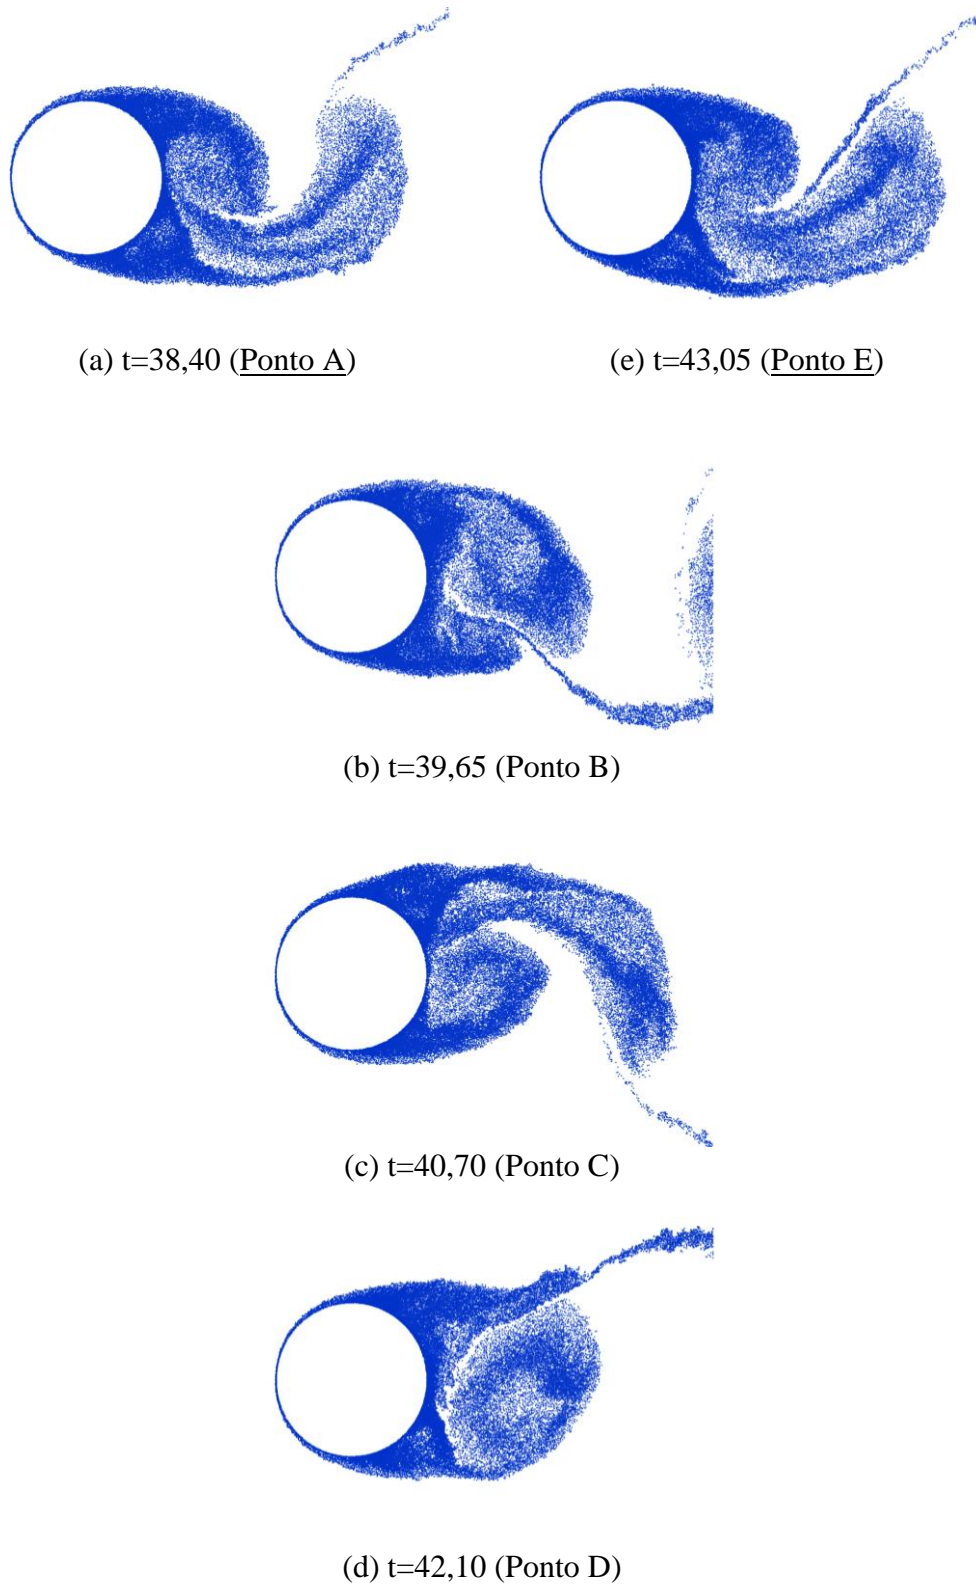 (a) t=38,40 (Ponto A)
(e) t=43,05 (Ponto E)
(b) t=39,65 (Ponto B)
(c) t=40,70 (Ponto C)
(d) t=42,10 (Ponto D)